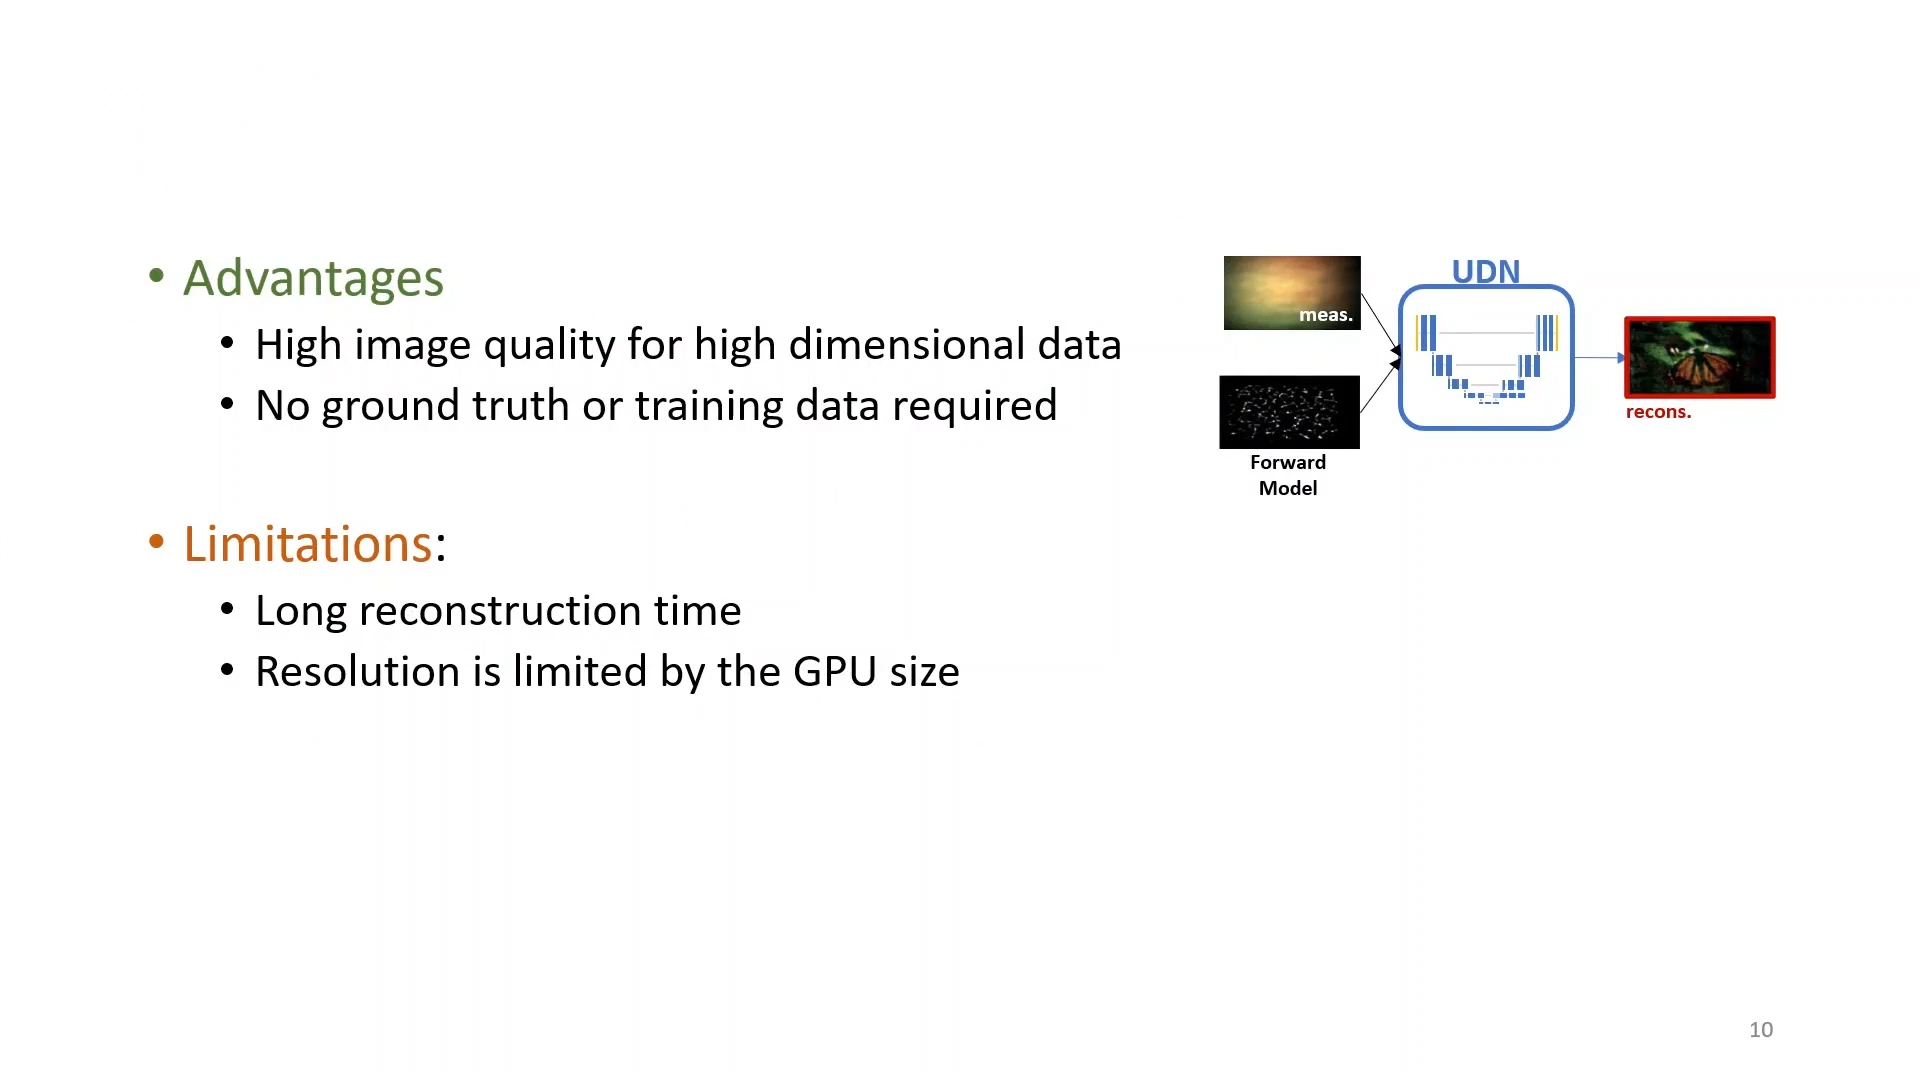 • Advantages
• High image quality for high dimensional data
• No ground truth or training data required
• Limitations:
• Long reconstruction time
• Resolution is limited by the GPU size
UDN
meas.
recons.
Forward
Model
10